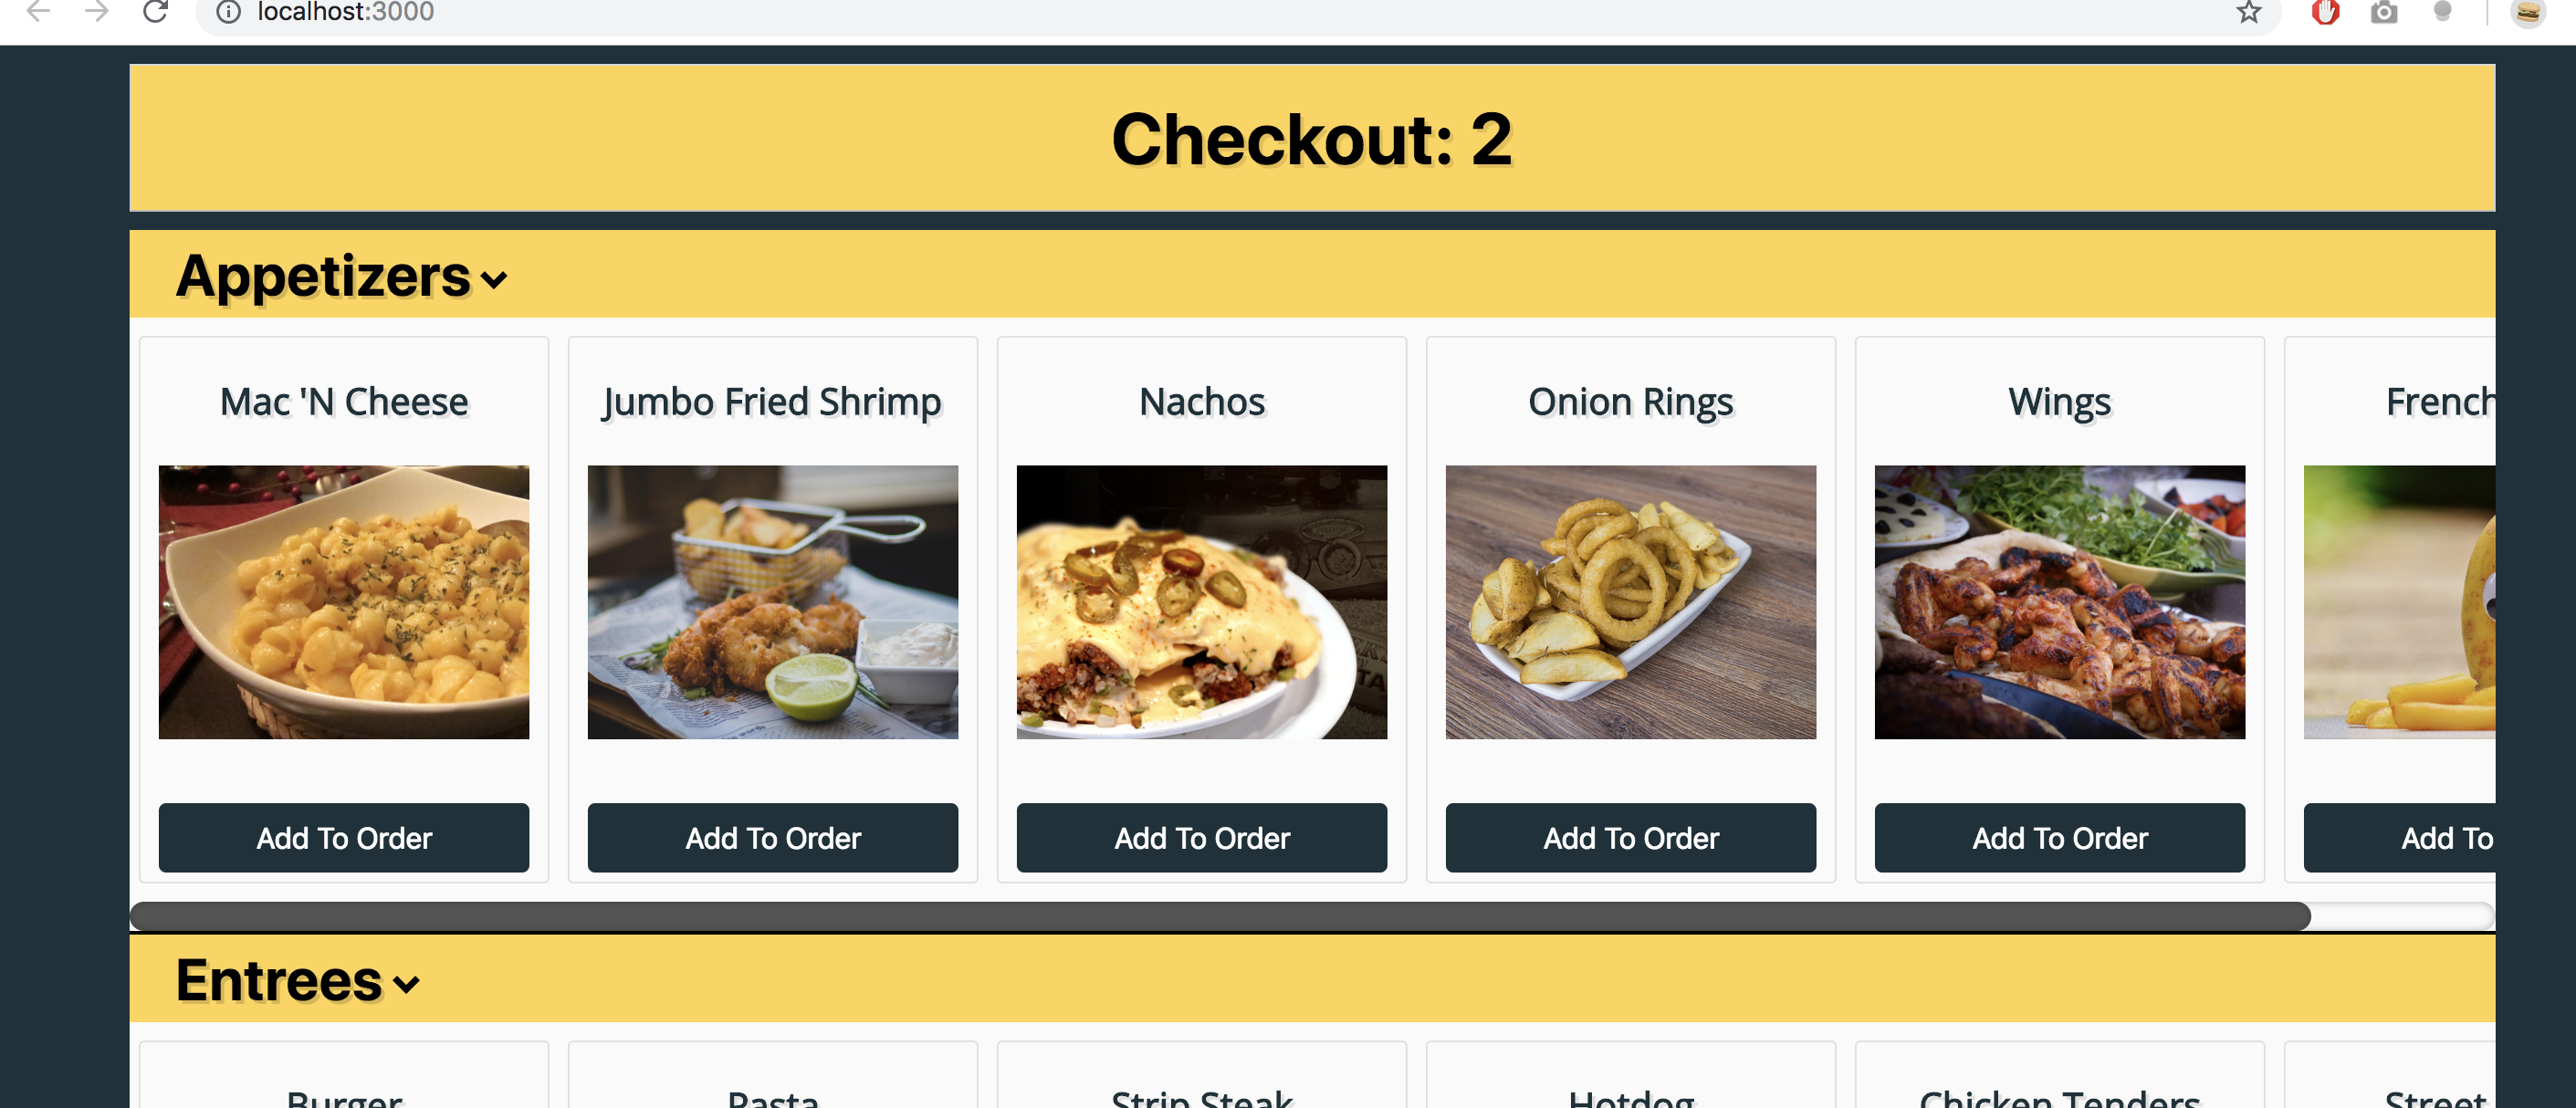 localhost:3000
Checkout: 2
Appetizers
Mac 'N Cheese
Jumbo Fried Shrimp
Nachos
Onion Rings
Wings
French
Add To Order
Add To Order
Add To Order
Add To Order
Add To Order
Add To
Entrees
Burger
Pasta
Strip Steak
Hotdog
Chicken Tenders
Street